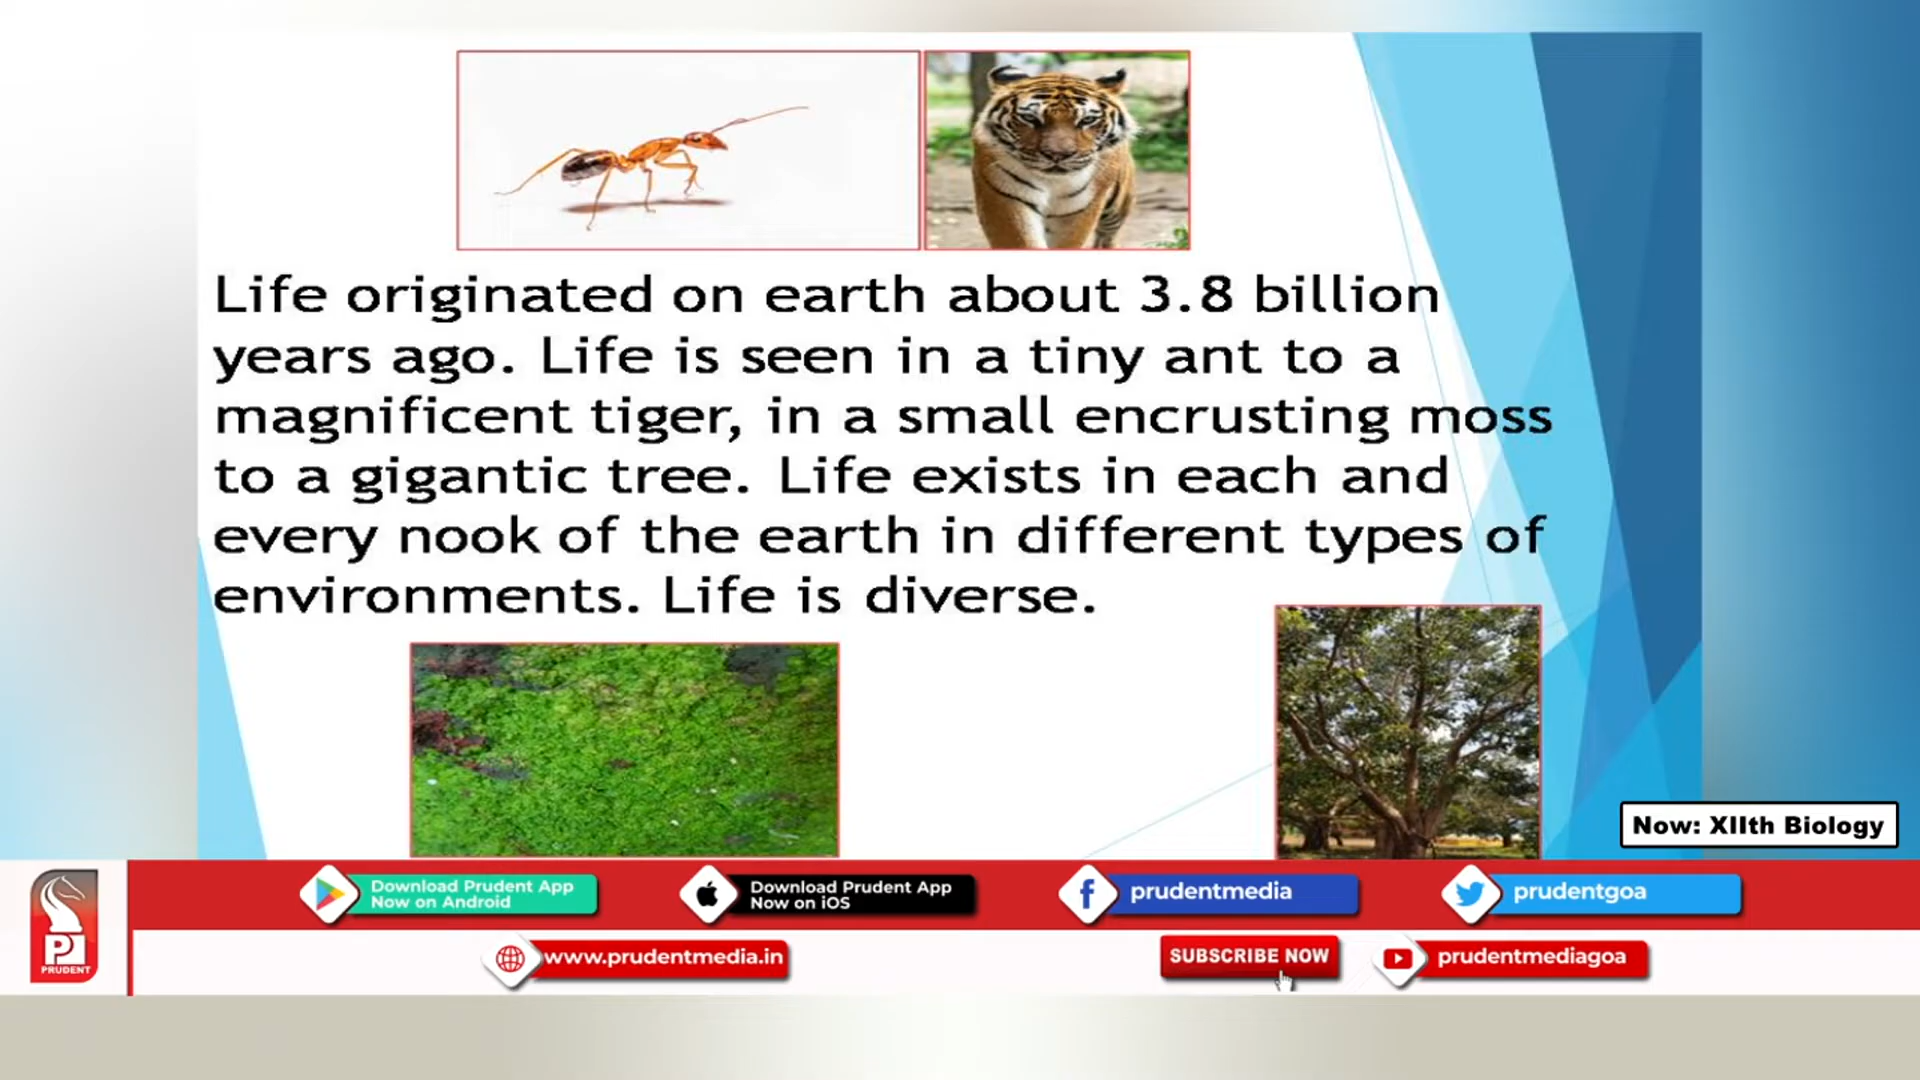 Life originated on earth about 3.8 billion
years ago. Life is seen in a tiny ant to a
magnificent tiger, in a small encrusting moss
to a gigantic tree. Life exists in each and
every nook of the earth in different types of
environments. Life is diverse.
Now: XIIth Biology
Download Prudent App
Now on Android
Download Prudent App
Now on iOS
prudentmedia
prudentgoa
PRUDENT
www.prudentmedia.in
SUBSCRIBE NOW
prudentmediagoa